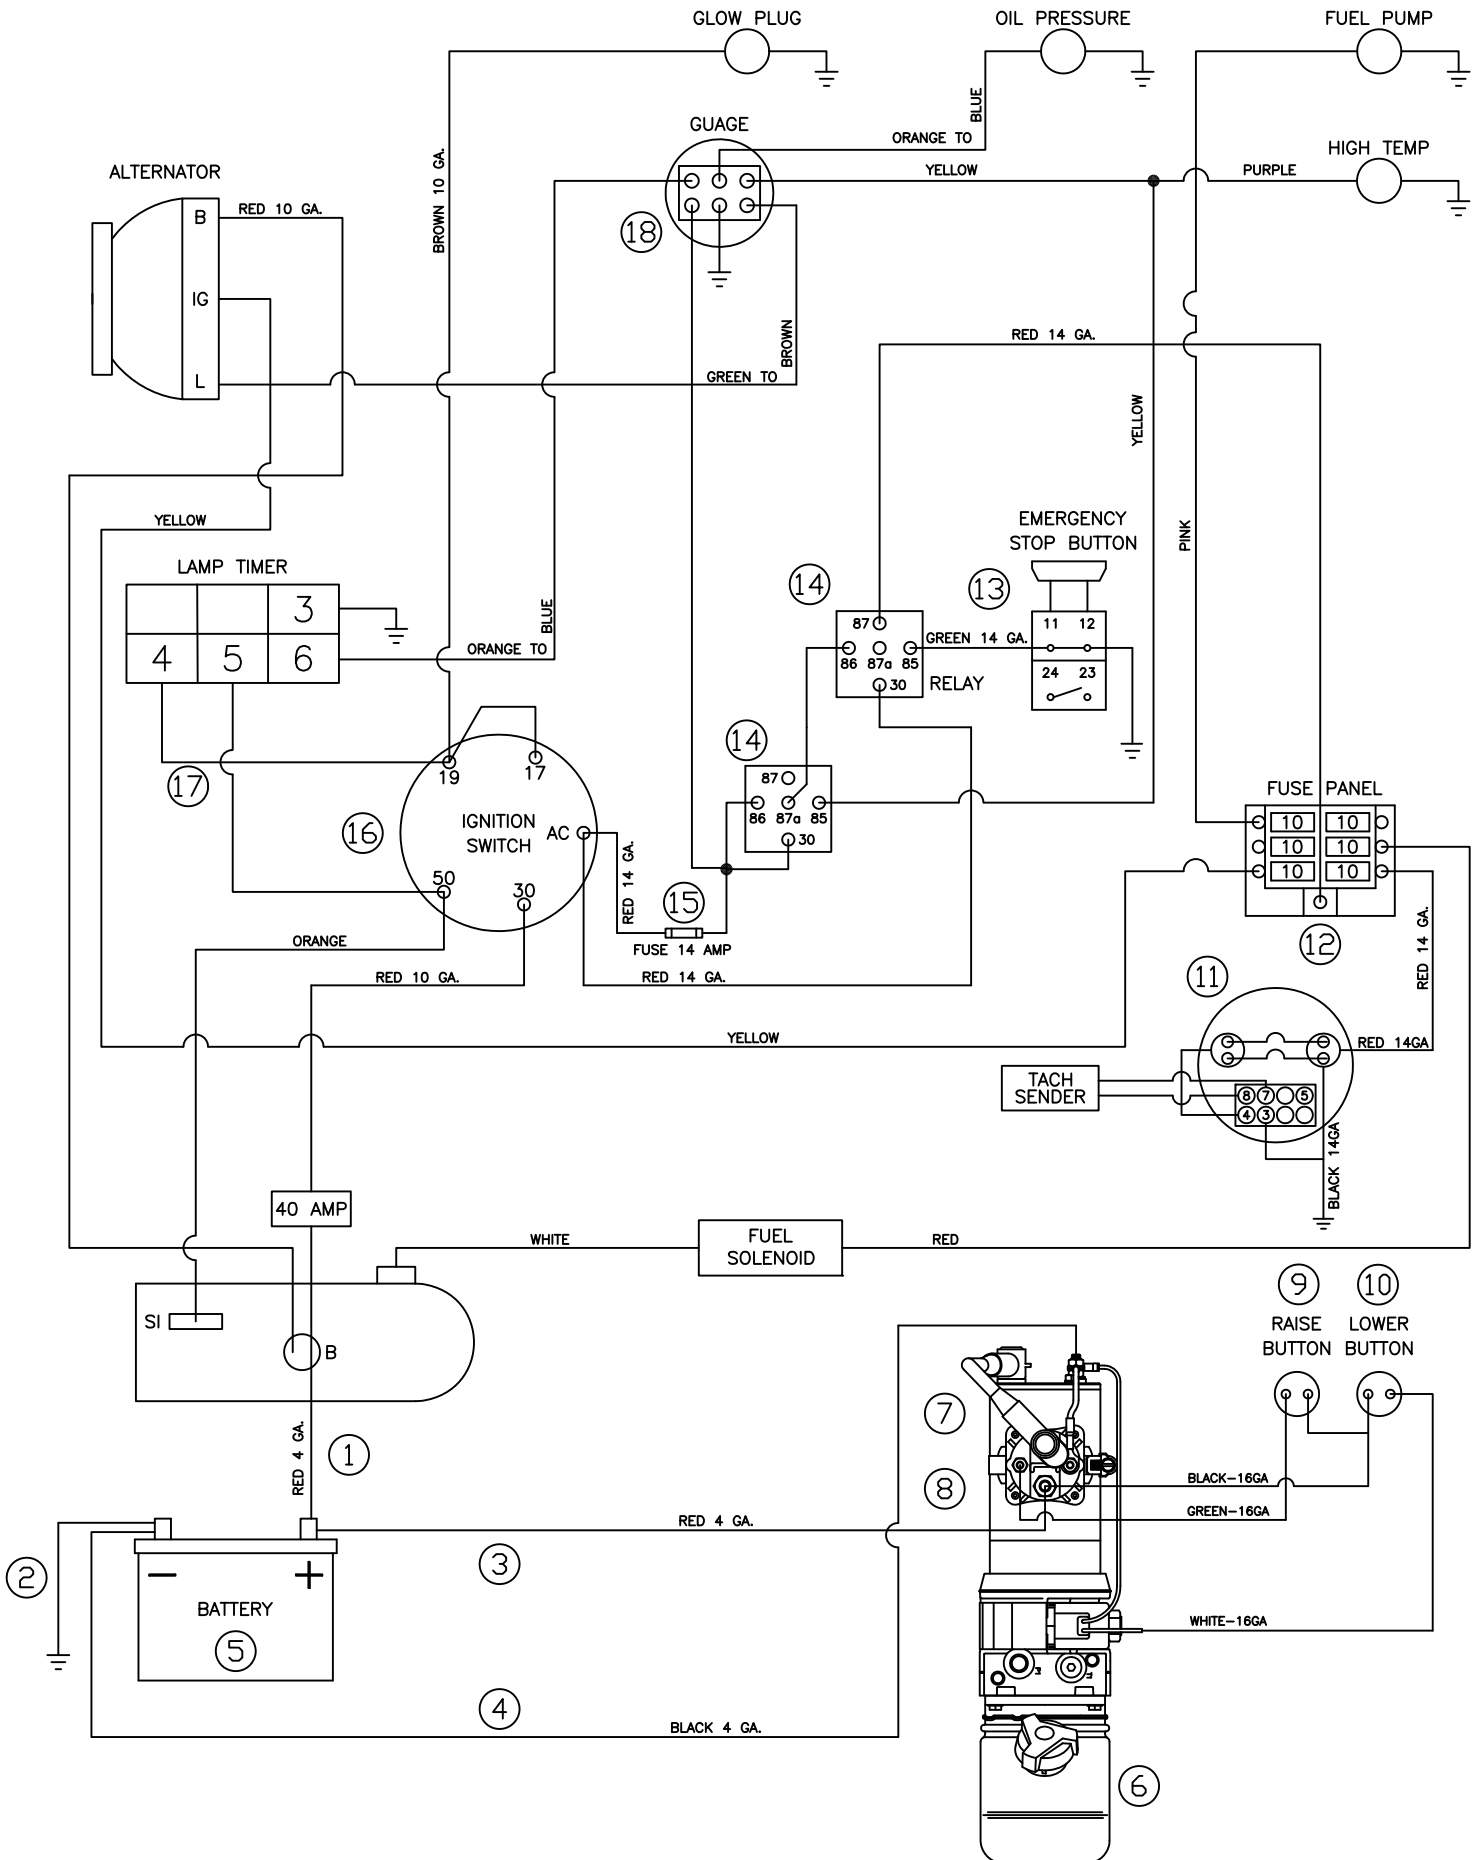 GLOW PLUG
OIL PRESSURE
FUEL PUMP
BLUE
GUAGE
ORANGE TO
HIGH TEMP
ALTERNATOR
YELLOW
PURPLE
BROWN 10 GA.
B
RED 10 GA.
18
IG
BROWN
RED 14 GA.
L
GREEN TO
YELLOW
YELLOW
EMERGENCY
STOP BUTTON
PINK
LAMP TIMER
14
13
3
BLUE
87
11 12
GREEN 14 GA.
4 5 6
ORANGE TO
86 87a 85
24 23
30
RELAY
14
17
19
17
87
FUSE PANEL
16
IGNITION
SWITCH
AC
86 87a 85
10 10
30
10 10
10 10
50
30
RED 14 GA.
15
ORANGE
FUSE 14 AMP
12
RED 14 GA.
RED 10 GA.
RED 14 GA.
11
YELLOW
RED 14GA
TACH
SENDER
8 7 5
4 3
BLACK 14GA
40 AMP
WHITE
FUEL
SOLENOID
RED
9
10
SI
RAISE
BUTTON
LOWER
BUTTON
B
7
RED 4 GA.
1
8
BLACK-16GA
GREEN-16GA
RED 4 GA.
2
3
− +
BATTERY
WHITE-16GA
5
4
BLACK 4 GA.
6